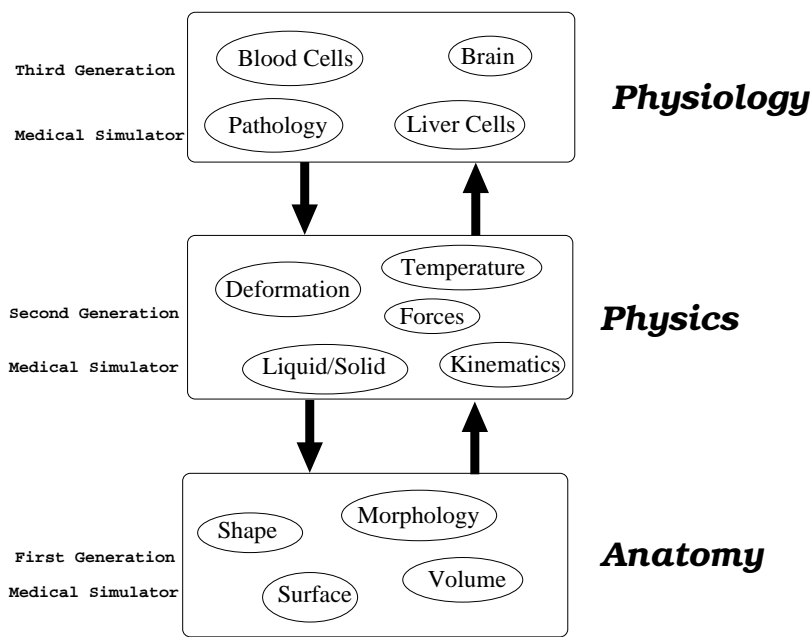 Third Generation
Medical Simulator
Blood Cells
Brain
Pathology
Liver Cells
Physiology
Second Generation
Medical Simulator
Temperature
Deformation
Forces
Liquid/Solid
Kinematics
Physics
First Generation
Medical Simulator
Morphology
Shape
Volume
Surface
Anatomy